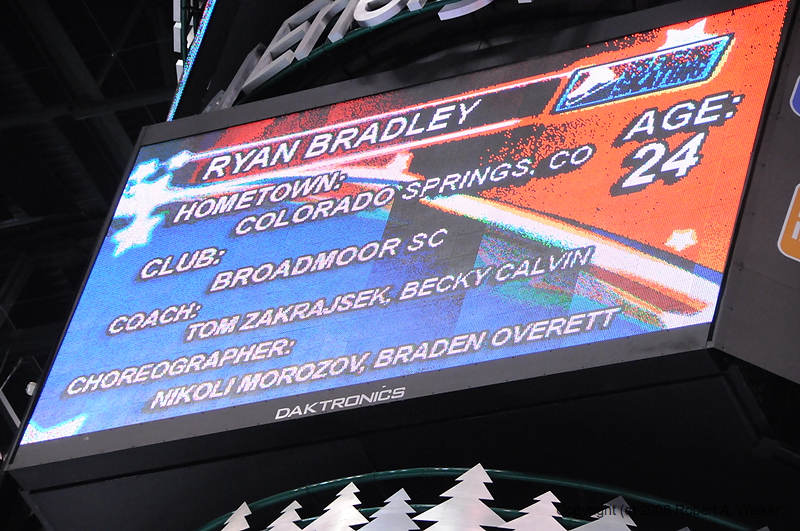 RYAN BRADLEY
AGE:
24
HOMETOWN:
COLORADO SPRINGS, CO
CLUB:
BROADMOOR SC
COACH:
TOM ZAKRAJSEK, BECKY CALVIN
CHOREOGRAPHER:
NIKOLI MOROZOV, BRADEN OVERETT
DAKTRONICS